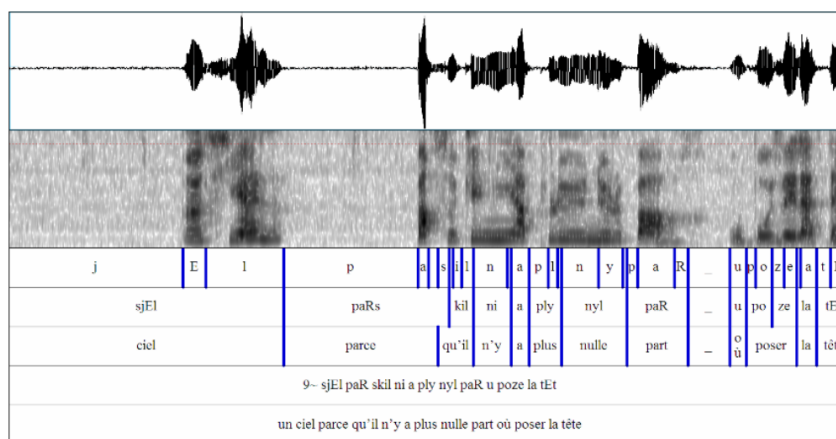 j E l p a s i l n a p l n y p a R _ u p o z e a t
sjEl paRs kil ni a ply nyl paR _ u po ze la tE
ciel parce qu'il n'y a plus nulle part _ où poser la têt
9~ sjEl paR skil ni a ply nyl paR u poze la tEt
un ciel parce qu'il n'y a plus nulle part où poser la tête